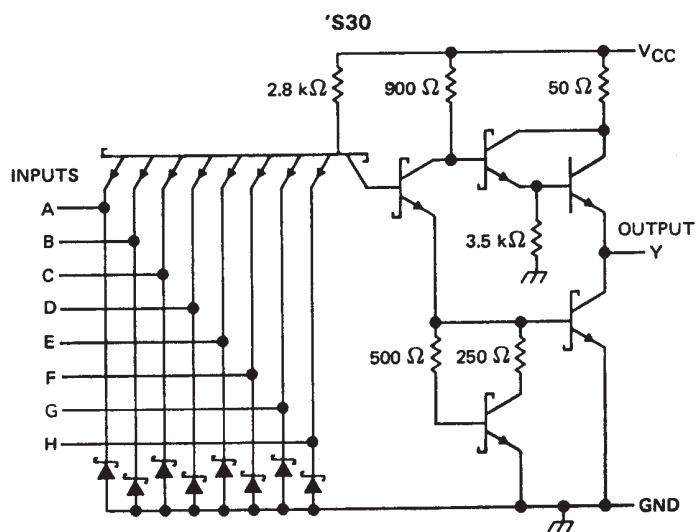 'S30
VCC
2.8 kΩ
900 Ω
50 Ω
INPUTS
A
B
C
D
E
F
G
H
3.5 kΩ
OUTPUT
Y
500 Ω
250 Ω
GND